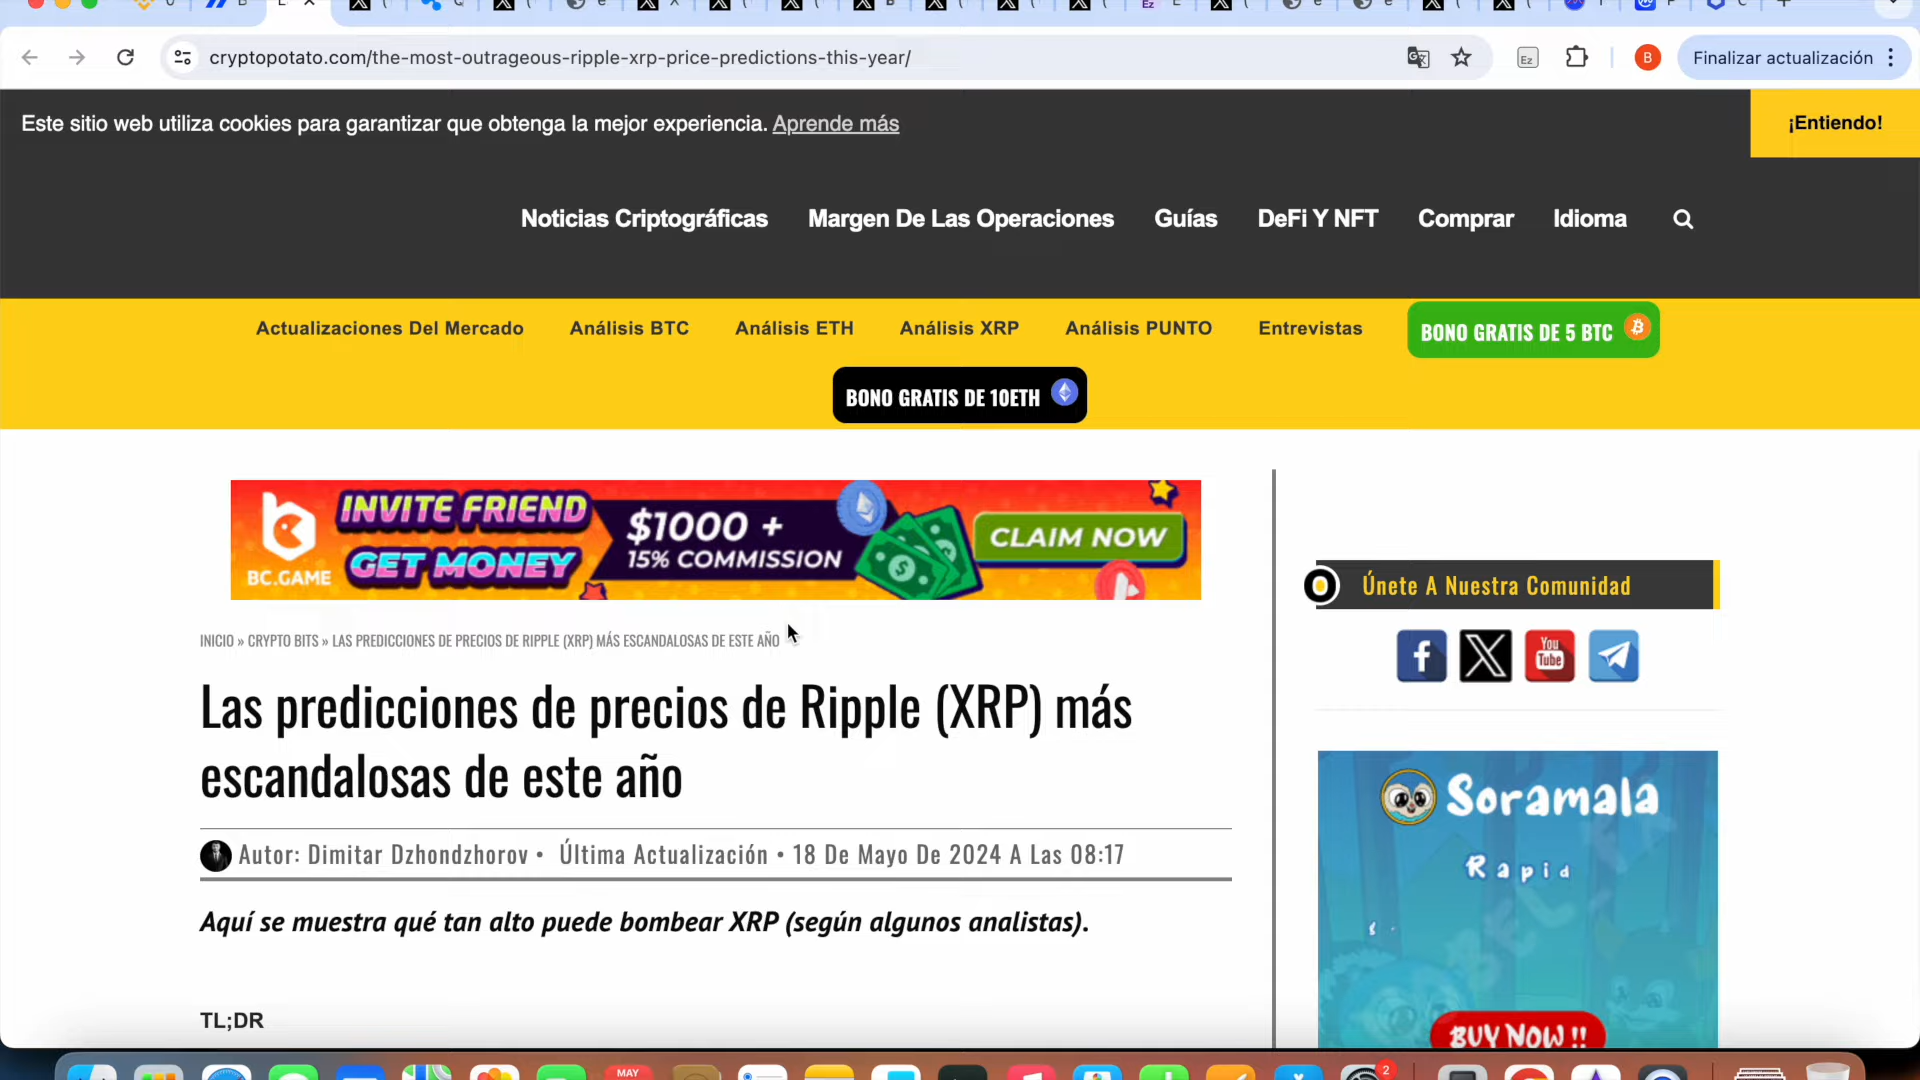 cryptopotato.com/the-most-outrageous-ripple-xrp-price-predictions-this-year/
Ez
B
Finalizar actualización
Este sitio web utiliza cookies para garantizar que obtenga la mejor experiencia. Aprende más
¡Entiendo!
Noticias Criptográficas Margen De Las Operaciones Guías DeFi Y NFT Comprar Idioma
Actualizaciones Del Mercado Análisis BTC Análisis ETH Análisis XRP Análisis PUNTO Entrevistas BONO GRATIS DE 5 BTC
BONO GRATIS DE 10ETH
BC.GAME
INVITE FRIEND
GET MONEY
$1000 +
15% COMMISSION
CLAIM NOW
Únete A Nuestra Comunidad
You
Tube
INICIO » CRYPTO BITS » LAS PREDICCIONES DE PRECIOS DE RIPPLE (XRP) MÁS ESCANDALOSAS DE ESTE AÑO
Las predicciones de precios de Ripple (XRP) más
escandalosas de este año
Autor: Dimitar Dzhondzhorov • Última Actualización • 18 De Mayo De 2024 A Las 08:17
Aquí se muestra qué tan alto puede bombear XRP (según algunos analistas).
TL;DR
Soramala
Rapid
BUY NOW !!
MAY
2